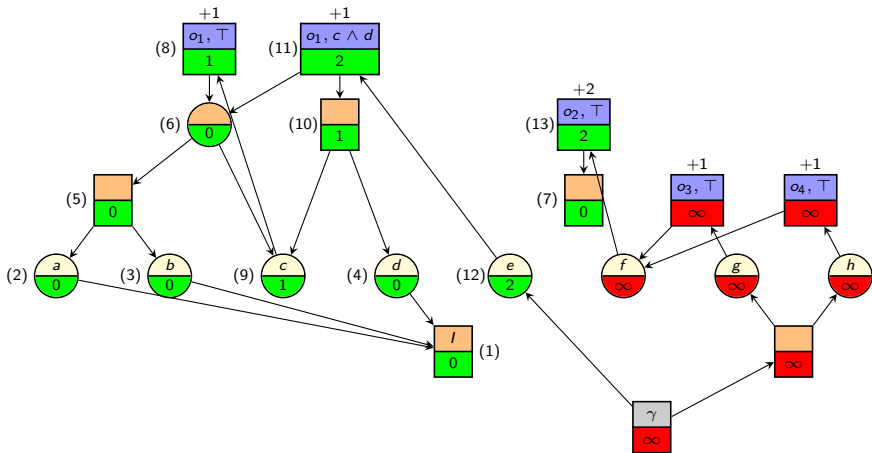 +1 +1
(8) o₁, ⊤ (11) o₁, c ∧ d
1 2
+2
(6) 0 (10) 1 (13) o₂, ⊤
2
+1 +1
(5) 0 (7) 0 o₃, ⊤ o₄, ⊤
∞ ∞
(2) a (3) b (9) c (4) d (12) e f g h
0 0 1 0 2 ∞ ∞ ∞
I (1)
0 ∞
γ
∞